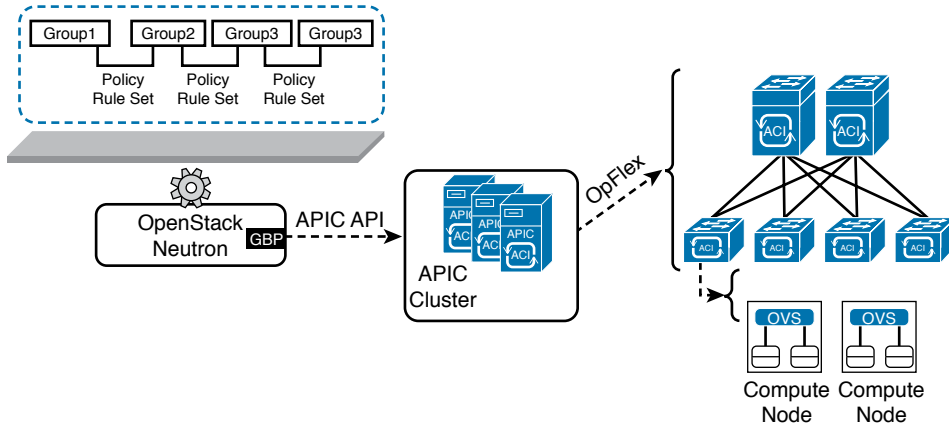 Group1 Group2 Group3 Group3
Policy Policy Policy
Rule Set Rule Set Rule Set
OpenStack
Neutron
GBP
APIC API
APIC
ACI
APIC
ACI
APIC
ACI
APIC
Cluster
OpFlex
ACI ACI
ACI ACI ACI ACI
OVS OVS
Compute Compute
Node Node